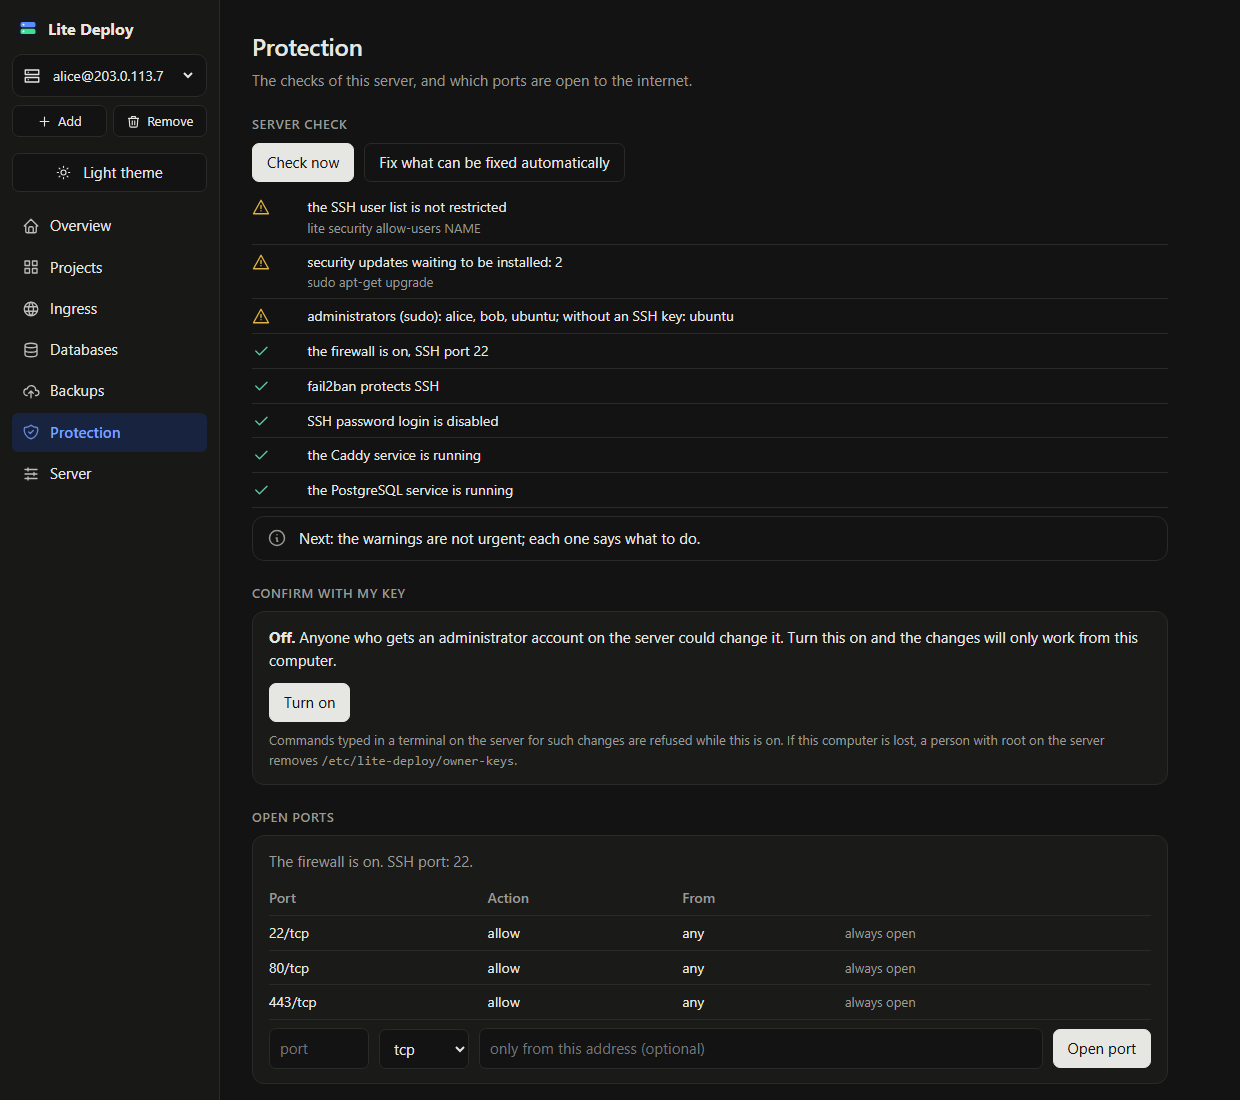 Lite Deploy
alice@203.0.113.7
Add
Remove
Light theme
Overview
Projects
Ingress
Databases
Backups
Protection
Server
Protection
The checks of this server, and which ports are open to the internet.
SERVER CHECK
Check now
Fix what can be fixed automatically
the SSH user list is not restricted
lite security allow-users NAME
security updates waiting to be installed: 2
sudo apt-get upgrade
administrators (sudo): alice, bob, ubuntu; without an SSH key: ubuntu
the firewall is on, SSH port 22
fail2ban protects SSH
SSH password login is disabled
the Caddy service is running
the PostgreSQL service is running
Next: the warnings are not urgent; each one says what to do.
CONFIRM WITH MY KEY
Off. Anyone who gets an administrator account on the server could change it. Turn this on and the changes will only work from this
computer.
Turn on
Commands typed in a terminal on the server for such changes are refused while this is on. If this computer is lost, a person with root on the server
removes /etc/lite-deploy/owner-keys.
OPEN PORTS
The firewall is on. SSH port: 22.
Port Action From
22/tcp allow any always open
80/tcp allow any always open
443/tcp allow any always open
port tcp only from this address (optional) Open port